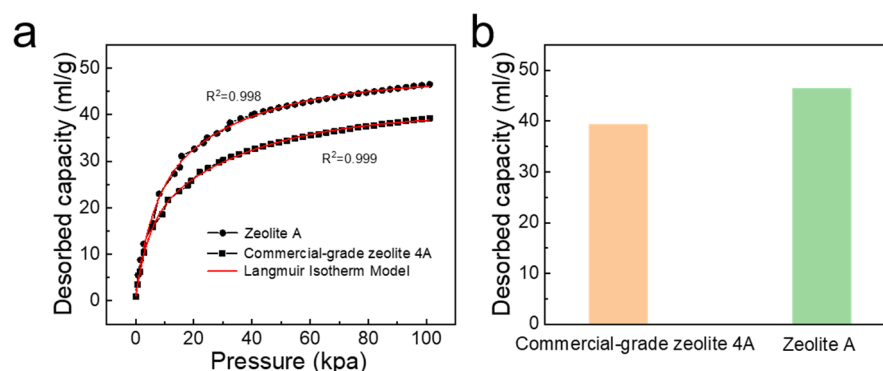 a
Desorbed capacity (ml/g)
50
40
30
20
10
0
R²=0.998
R²=0.999
Zeolite A
Commercial-grade zeolite 4A
Langmuir Isotherm Model
0 20 40 60 80 100
Pressure (kpa)
b
Desorbed capacity (ml/g)
50
40
30
20
10
0
Commercial-grade zeolite 4A Zeolite A